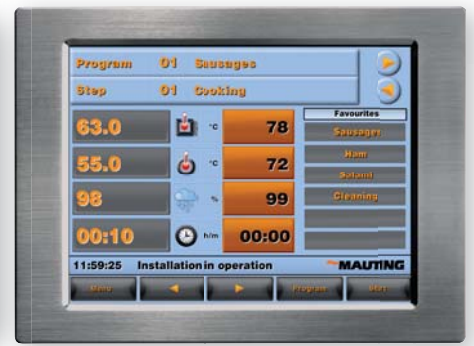 Program 01 Sausages
Step 01 Cooking
Favourites
63.0 °C 78
Sausages
55.0 °C 72
Ham
Salami
98 % 99
Cleaning
00:10 h/m 00:00
11:59:25 Installation in operation MAUTING
Menu Program Start